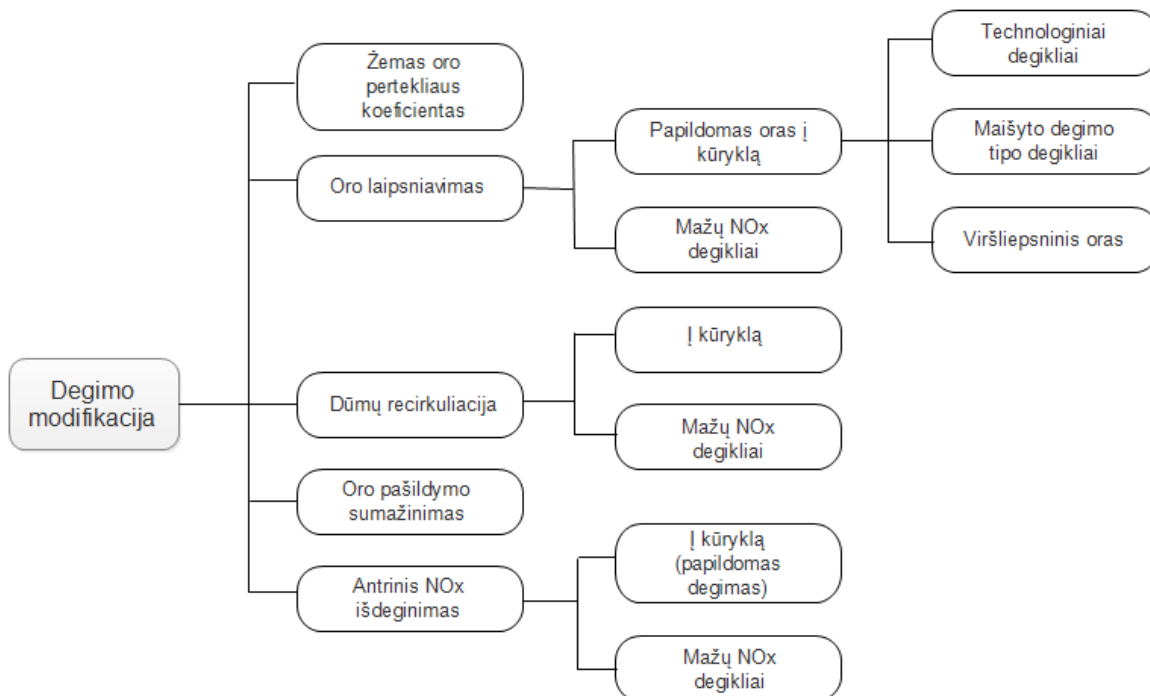 Degimo
modifikacija
Žemas oro
pertekliaus
koeficientas
Oro laipsniavimas
Papildomas oras į
kūryklą
Technologiniai
degikliai
Maišyto degimo
tipo degikliai
Viršliepsninis oras
Mažų NOx
degikliai
Dūmų recirkuliacija
Į kūryklą
Mažų NOx
degikliai
Oro pašildymo
sumažinimas
Antrinis NOx
išdeginimas
Į kūryklą
(papildomas
degimas)
Mažų NOx
degikliai